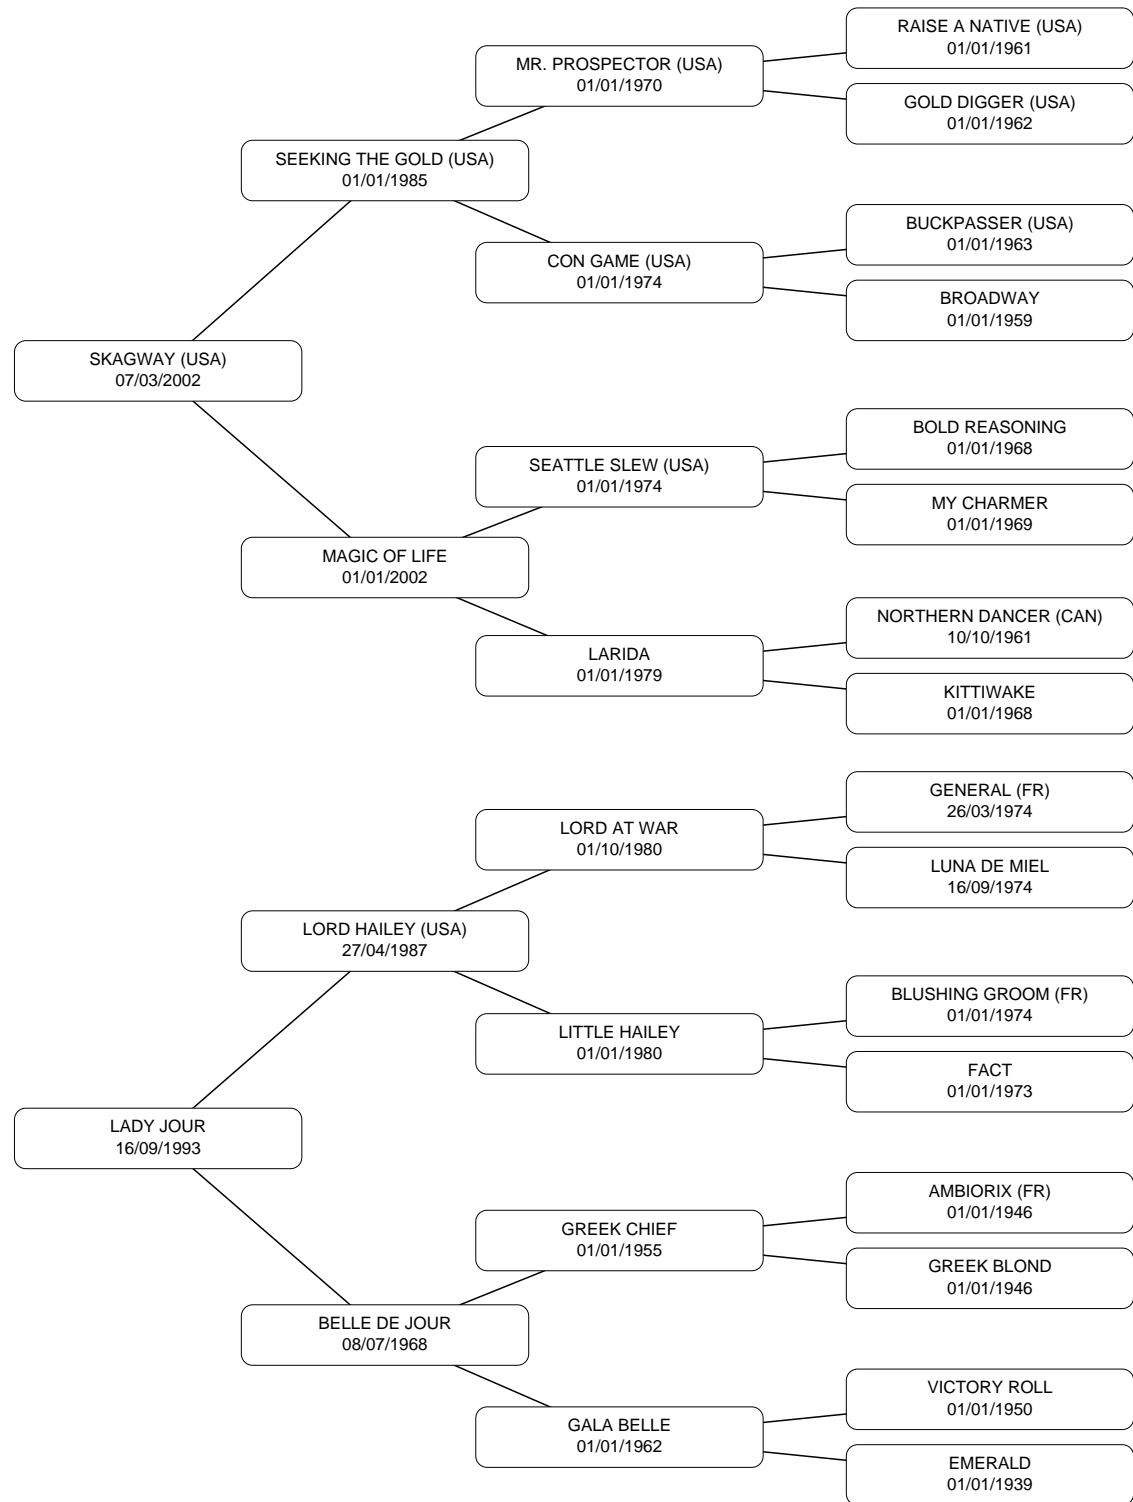 RAISE A NATIVE (USA)
01/01/1961
MR. PROSPECTOR (USA)
01/01/1970
GOLD DIGGER (USA)
01/01/1962
SEEKING THE GOLD (USA)
01/01/1985
BUCKPASSER (USA)
01/01/1963
CON GAME (USA)
01/01/1974
BROADWAY
01/01/1959
SKAGWAY (USA)
07/03/2002
BOLD REASONING
01/01/1968
SEATTLE SLEW (USA)
01/01/1974
MY CHARMER
01/01/1969
MAGIC OF LIFE
01/01/2002
NORTHERN DANCER (CAN)
10/10/1961
LARIDA
01/01/1979
KITTIWAKE
01/01/1968
GENERAL (FR)
26/03/1974
LORD AT WAR
01/10/1980
LUNA DE MIEL
16/09/1974
LORD HAILEY (USA)
27/04/1987
BLUSHING GROOM (FR)
01/01/1974
LITTLE HAILEY
01/01/1980
FACT
01/01/1973
LADY JOUR
16/09/1993
AMBIORIX (FR)
01/01/1946
GREEK CHIEF
01/01/1955
GREEK BLOND
01/01/1946
BELLE DE JOUR
08/07/1968
VICTORY ROLL
01/01/1950
GALA BELLE
01/01/1962
EMERALD
01/01/1939